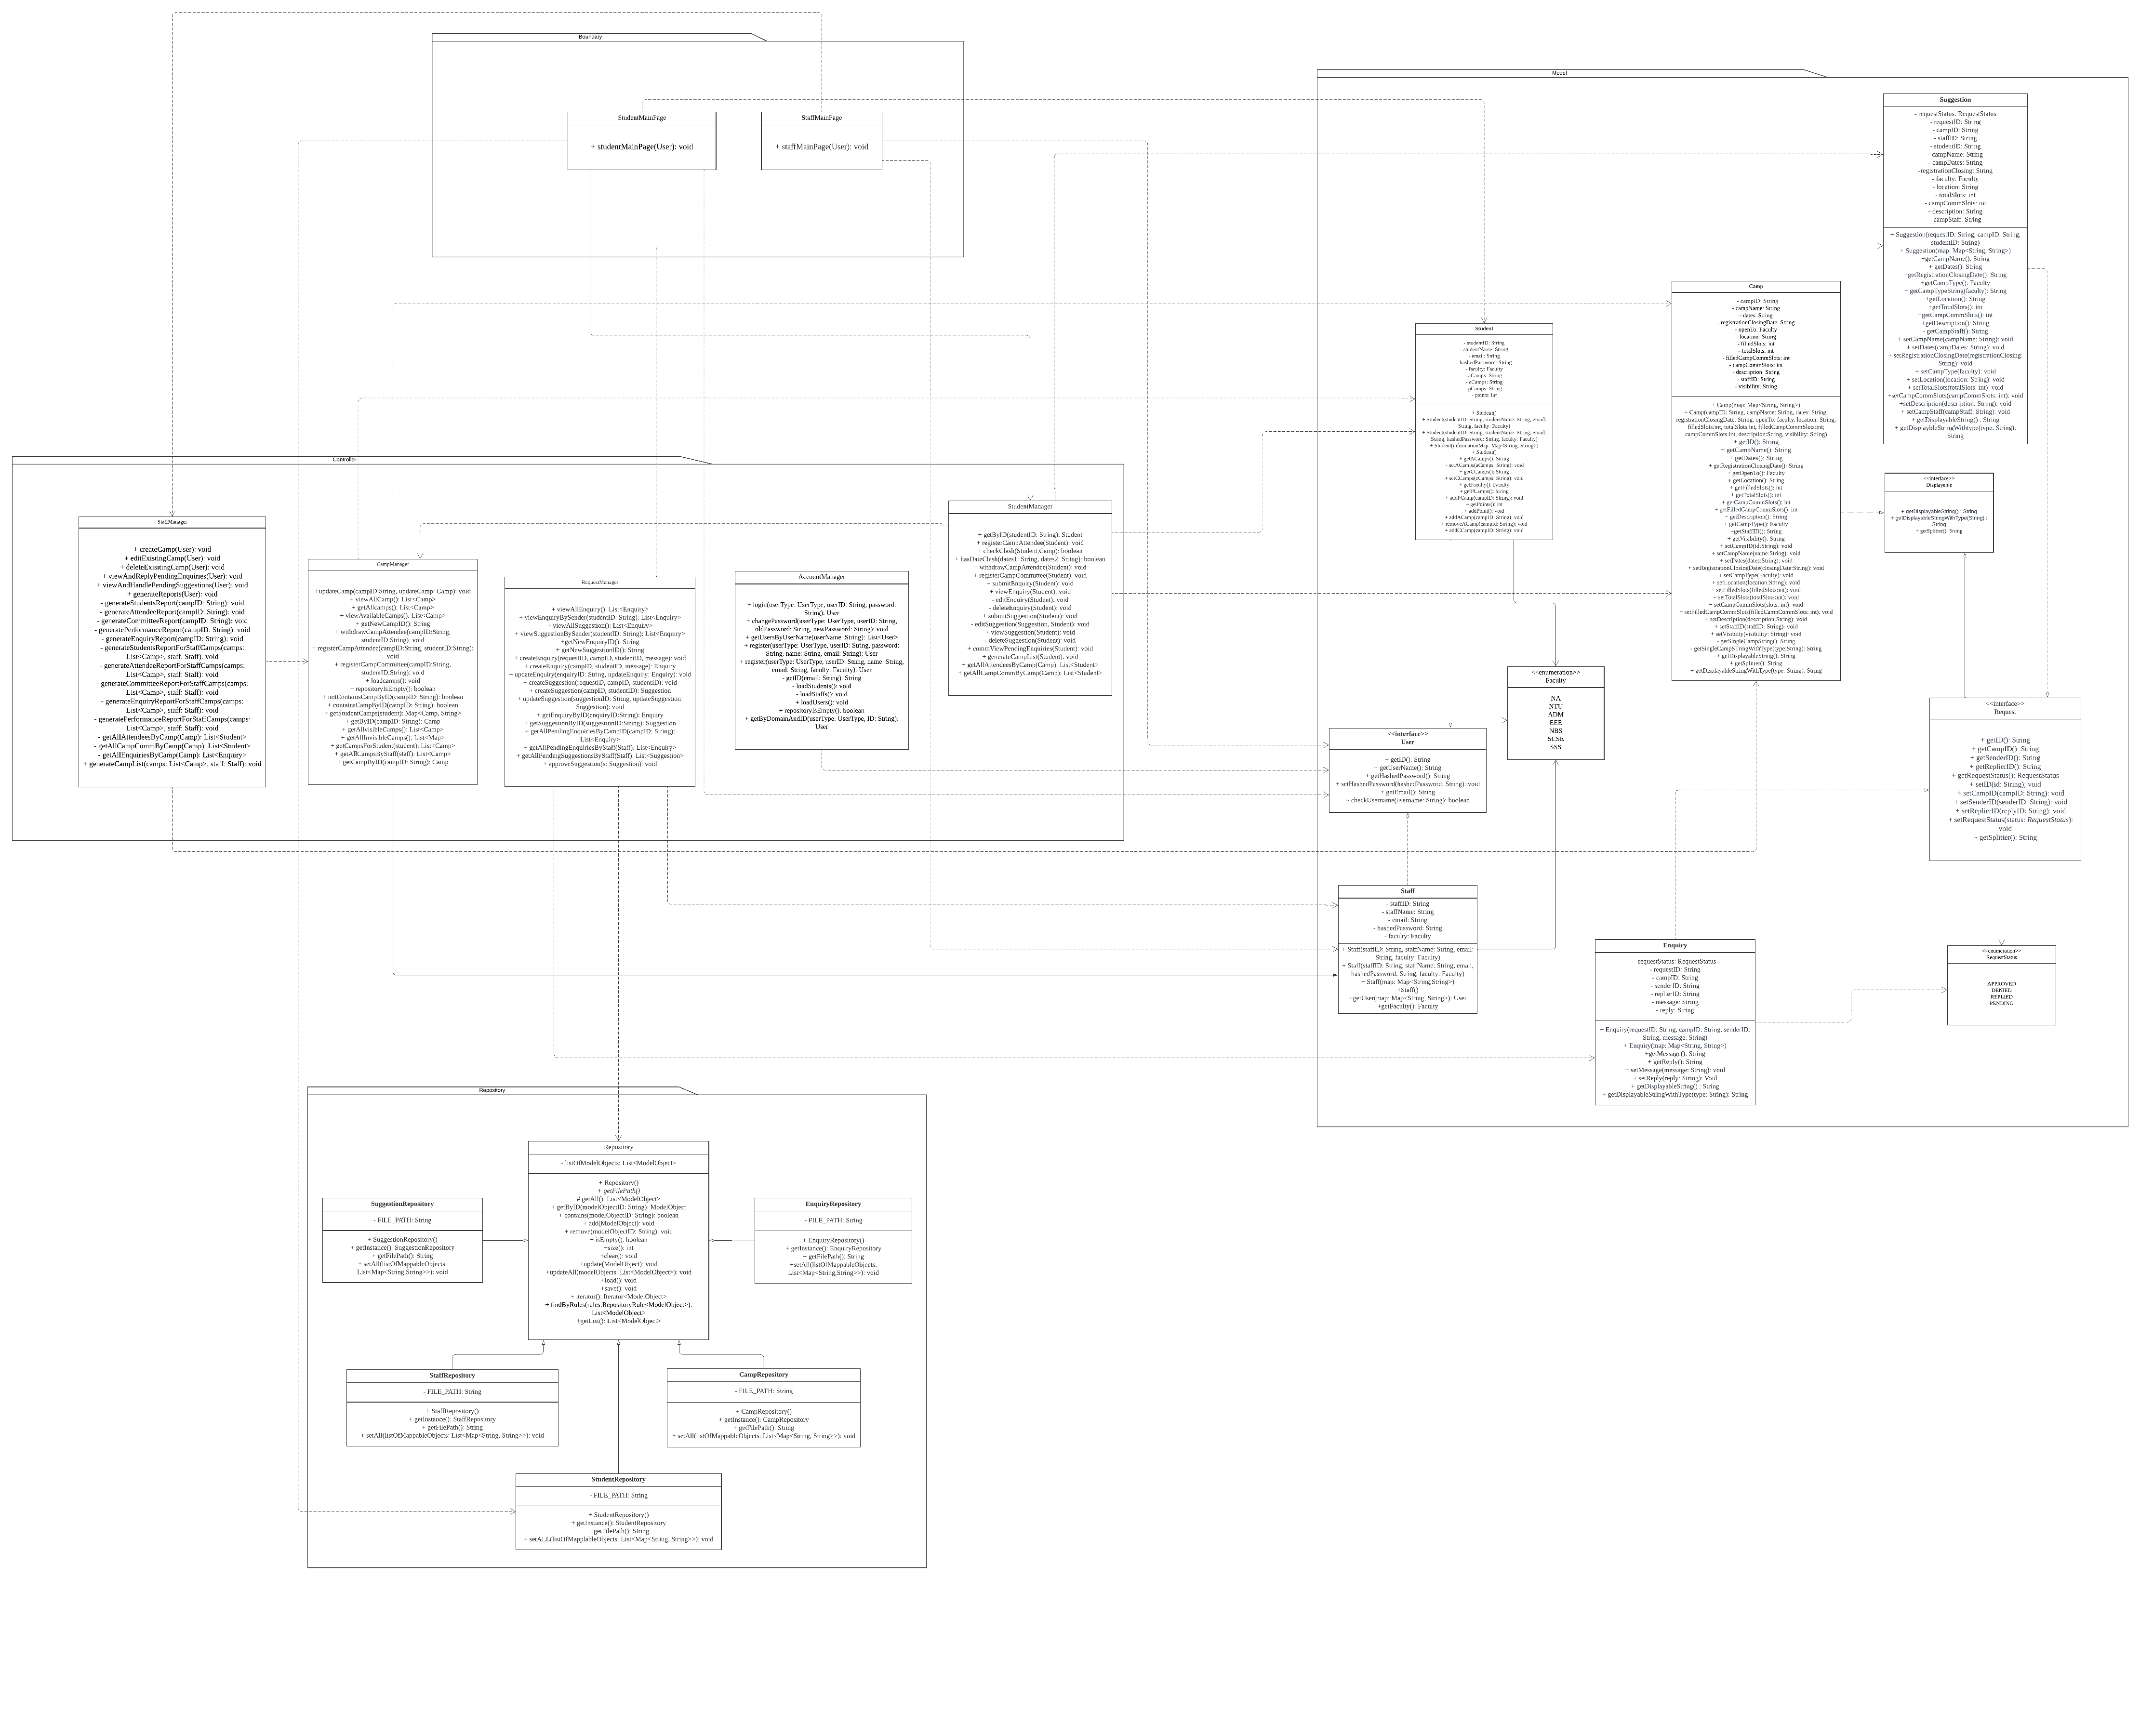 Boundary
StudentMainPage
+ studentMainPage(User): void
StaffMainPage
+ staffMainPage(User): void
Model
Suggestion
- requestStatus: RequestStatus
- requestID: String
- campID: String
- staffID: String
- studentID: String
- campName: String
- campDates: String
-registrationClosing: String
- faculty: Faculty
- location: String
- totalSlots: int
- campCommSlots: int
- description: String
- campStaff: String
+ Suggestion(requestID: String, campID: String,
studentID: String)
+ Suggestion(map: Map<String, String>)
+getCampName(): String
+ getDates(): String
+getRegistrationClosingDate() String
+getCampType(): Faculty
+ getCampTypeString(faculty): String
+getLocation(): String
+getTotalSlots(): int
+getCampCommSlots(): int
+getDescription(): String
- getCampStaff(): String
+ setCampName(campName: String): void
+ setDates(campDates: String): void
+ setRegistrationClosingDate(registrationClosing:
String): void
+ setCampType(faculty): void
+ setLocation(location: String): void
+ setTotalSlots(totalSlots: int): void
+setCampCommSlots(campCommSlots: int): void
+setDescription(description: String): void
+ setCampStaff(campStaff: String): void
+ getDisplayableString() : String
+ getDisplayableStringWithtype(type: String):
String
Camp
- campID: String
- campName: String
- dates: String
- registrationClosingDate: String
- openTo: Faculty
- location: String
- filledSlots: int
- totalSlots: int
- filledCampCommSlots: int
- campCommSlots: int
- description: String
- staffID: String
- visibility: String
+ Camp(map: Map<String, String>)
+ Camp(campID: String, campName: String, dates: String,
registrationClosingDate: String, openTo: faculty, location: String,
filledSlots:int, totalSlots:int, filledCampCommSlots:int,
campCommSlots:int, description:String, visibility: String)
+ getID(): String
+ getCampName(): String
+ getDates(): String
+ getRegistrationClosingDate(): String
+ getOpenTo(): Faculty
+ getLocation(): String
+ getFilledSlots(): int
+ getTotalSlots(): int
+ getCampCommSlots(): int
+ getFilledCampCommSlots() int
+ getDescription(): String
+ getCampType(): Faculty
+getStaffID(): String
+ getVisibility(): String
+ setCampID(id:String): void
+ setCampName(name:String): void
+ setDates(dates:String): void
+ setRegistrationClosingDate(closingDate:String): void
+ setCampType(Faculty): void
+ setLocation(location:String): void
+ setFilledSlots(filledSlots:int): void
+ setTotalSlots(totalSlots:int): void
+ setCampCommSlots(slots: int): void
+ setFilledCampCommSlots(filledCampCommSlots: int): void
+ setDescription(description:String): void
+ setStaffID(staffID: String): void
+ setVisibility(visibility: String): void
- getSingleCampString(): String
- getSingleCampSTringWithType(type:String): String
+ getDisplayableString(): String
+ getSplitter(): String
+ getDisplayableStringWithType(type: String): String
Student
- studentID: String
- studentName: String
- email: String
- hashedPassword: String
- faculty: Faculty
-aCamps: String
- cCamps: String
-pCamps: String
- points: int
+ Student()
+ Student(studentID: String, studentName: String, email:
String, faculty: Faculty)
+ Student(studentID: String, studentName: String, email:
String, hashedPassword: String, faculty: Faculty)
+ Student(informationMap: Map<String, String>)
+ Student()
+ getACamps(): String
+ setACamps(aCamps: String): void
+ getCCamps(): String
+ setCCamps(cCamps: String): void
+ getFaculty(): Faculty
+ getPCamps(): String
+ addPCamp(campID: String): void
+ getPoints(): int
+ addPoint(): void
+ addACamp(campID: String): void
+ removeACamp(campId: String): void
+ addCCamp(campID: String): void
<<interface>>
Displayable
+ getDisplayableString() : String
+ getDisplayableStringWithType(String) :
String
+ getSplitter(): String
Controller
StaffManager
+ createCamp(User): void
+ editExistingCamp(User): void
+ deleteExisitingCamp(User): void
+ viewAndReplyPendingEnquiries(User): void
+ viewAndHandlePendingSuggestions(User): void
+ generateReports(User): void
- generateStudentsReport(campID: String): void
- generateAttendeeReport(campID: String): void
- generateCommitteeReport(campID: String): void
- generatePerformanceReport(campID: String): void
- generateEnquiryReport(campID: String): void
- generateStudentsReportForStaffCamps(camps:
List<Camp>, staff: Staff): void
- generateAttendeeReportForStaffCamps(camps:
List<Camp>, staff: Staff): void
- generateCommitteeReportForStaffCamps(camps:
List<Camp>, staff: Staff): void
- generateEnquiryReportForStaffCamps(camps:
List<Camp>, staff: Staff): void
- generatePerformanceReportForStaffCamps(camps:
List<Camp>, staff: Staff): void
- getAllAttendeesByCamp(Camp): List<Student>
- getAllCampCommByCamp(Camp): List<Student>
- getAllEnquiriesByCamp(Camp): List<Enquiry>
+ generateCampList(camps: List<Camp>, staff: Staff): void
CampManager
+updateCamp(campID:String, updateCamp: Camp): void
+ viewAllCamp(): List<Camp>
+ getAllcamps(): List<Camp>
+ viewAvailableCamps(): List<Camp>
+ getNewCampID(): String
+ withdrawCampAttendee(campID:String,
studentID:String): void
+ registerCampAttendee(campID:String, studentID:String):
void
+ registerCampCommittee(campID:String,
studentID:String): void
+ loadcamps(): void
+ repositoryIsEmpty(): boolean
+ notContainsCampByID(campID: String): boolean
+ containsCampByID(campID: String): boolean
+ getStudentCamps(student): Map<Camp, String>
+ getByID(campID: String): Camp
+ getAllvisibleCamps(): List<Camp>
+ getAllInvisibleCamps(): List<Map>
+ getCampsForStudent(student): List<Camp>
+ getAllCampsByStaff(staff): List<Camp>
+ getCampByID(campID: String): Camp
RequestManager
+ viewAllEnquiry(): List<Enquiry>
+ viewEnquiryBySender(studentID: String): List<Enquiry>
+ viewAllSuggestion(): List<Enquiry>
+ viewSuggestionBySender(studentID: String): List<Enquiry>
+getNewEnquiryID(): String
+ getNewSuggestionID(): String
+ createEnquiry(requestID, campID, studentID, message): void
+ createEnquiry(campID, studentID, message): Enquiry
+ updateEnquiry(enquiryID: String, updateEnquiry: Enquiry): void
+ createSuggestion(requestID, campID, studentID): void
+ createSuggestion(campID, studentID): Suggestion
+ updateSuggestion(suggestionID: String, updateSuggestion:
Suggestion): void
+ getEnquiryByID(enquiryID:String): Enquiry
+ getSuggestionByID(suggestionID:String): Suggestion
+ getAllPendingEnquiriesByCampID(campID: String):
List<Enquiry>
+ getAllPendingEnquiriesByStaff(Staff): List<Enquiry>
+ getAllPendingSuggestionsByStaff(Staff): List<Suggestion>
+ approveSuggestion(s: Suggestion): void
AccountManager
+ login(userType: UserType, userID: String, password:
String): User
+ changePassword(userType: UserType, userID: String,
oldPassword: String, newPassword: String): void
+ getUsersByUserName(userName: String): List<User>
+ register(userType: UserType, userID: String, password:
String, name: String, email: String): User
+ register(userType: UserType, userID: String, name: String,
email: String, faculty: Faculty): User
- getID(email: String): String
- loadStudents(): void
- loadStaffs(): void
+ loadUsers(): void
+ repositoryIsEmpty(): boolean
+ getByDomainAndID(userType: UserType, ID: String):
User
StudentManager
+ getByID(studentID: String): Student
+ registerCampAttendee(Student): void
+ checkClash(Student,Camp): boolean
+ hasDateClash(dates1: String, dates2: String): boolean
+ withdrawCampAttendee(Student): void
+ registerCampCommittee(Student): void
+ submitEnquiry(Student): void
+ viewEnquiry(Student): void
- editEnquiry(Student): void
- deleteEnquiry(Student): void
+ submitSuggestion(Student): void
- editSuggestion(Suggestion, Student): void
+ viewSuggestion(Student): void
- deleteSuggestion(Student): void
+ commViewPendingEnquiries(Student): void
+ generateCampList(Student): void
+ getAllAttendeesByCamp(Camp): List<Student>
+ getAllCampCommByCamp(Camp): List<Student>
<<enumeration>>
Faculty
NA
NTU
ADM
EEE
NBS
SCSE
SSS
<<interface>>
User
+ getID(): String
+ getUserName(): String
+ getHashedPassword(): String
+ setHashedPassword(hashedPassword: String): void
+ getEmail(): String
~ checkUsername(username: String): boolean
<<interface>>
Request
+ getID(): String
+ getCampID(): String
+ getSenderID(): String
+ getReplierID(): String
+ getRequestStatus(): RequestStatus
+ setID(id: String); void
+ setCampID(campID: String): void
+ setSenderID(senderID: String): void
+ setReplierID(replyID: String): void
+ setRequestStatus(status: RequestStatus):
void
~ getSplitter(): String
Staff
- staffID: String
- staffName: String
- email: String
- hashedPassword: String
- faculty: Faculty
+ Staff(staffID: String, staffName: String, email:
String, faculty: Faculty)
+ Staff(staffID: String, staffName: String, email,
hashedPassword: String, faculty: Faculty)
+ Staff(map: Map<String,String>)
+Staff()
+getUser(map: Map<String, String>): User
+getFaculty(): Faculty
Enquiry
- requestStatus: RequestStatus
- requestID: String
- campID: String
- senderID: String
- replierID: String
- message: String
- reply: String
+ Enquiry(requestID: String, campID: String, senderID:
String, message: String)
+ Enquiry(map: Map<String, String>)
+getMessage(): String
+ getReply(): String
+ setMessage(message: String): void
+ setReply(reply: String): Void
+ getDisplayableString() : String
+ getDisplayableStringWithType(type: String): String
<<enumeration>>
RequestStatus
APPROVED
DENIED
REPLIED
PENDING
Repository
Repository
- listOfModelObjects: List<ModelObject>
+ Repository()
+ getFilePath()
# getAll(): List<ModelObject>
+ getByID(modelObjectID: String): ModelObject
+ contains(modelObjectID: String): boolean
+ add(ModelObject): void
+ remove(modelObjectID: String): void
+ isEmpty(): boolean
+size(): int
+clear(): void
+update(ModelObject): void
+updateAll(modelObjects: List<ModelObject>): void
+load(): void
+save(): void
+ iterator(): Iterator<ModelObject>
+ findByRules(rules:RepositoryRule<ModelObject>):
List<ModelObject>
+getList(): List<ModelObject>
SuggestionRepository
- FILE_PATH: String
+ SuggestionRepository()
+ getInstance(): SuggestionRepository
+ getFilePath(): String
+ setAll(listOfMappableObjects:
List<Map<String,String>>): void
EnquiryRepository
- FILE_PATH: String
+ EnquiryRepository()
+ getInstance(): EnquiryRepository
+ getFilePath(): String
+setAll(listOfMappableObjects:
List<Map<String,String>>): void
StaffRepository
- FILE_PATH: String
+ StaffRepository()
+ getInstance(): StaffRepository
+ getFilePath(): String
+ setAll(listOfMappableObjects: List<Map<String, String>>): void
CampRepository
- FILE_PATH: String
+ CampRepository()
+ getInstance(): CampRepository
+ getFilePath(): String
+ setAll(listOfMappableObjects: List<Map<String, String>>): void
StudentRepository
- FILE_PATH: String
+ StudentRepository()
+ getInstance(): StudentRepository
+ getFilePath(): String
+ setALL(listOfMapplableObjects: List<Map<String, String>>): void